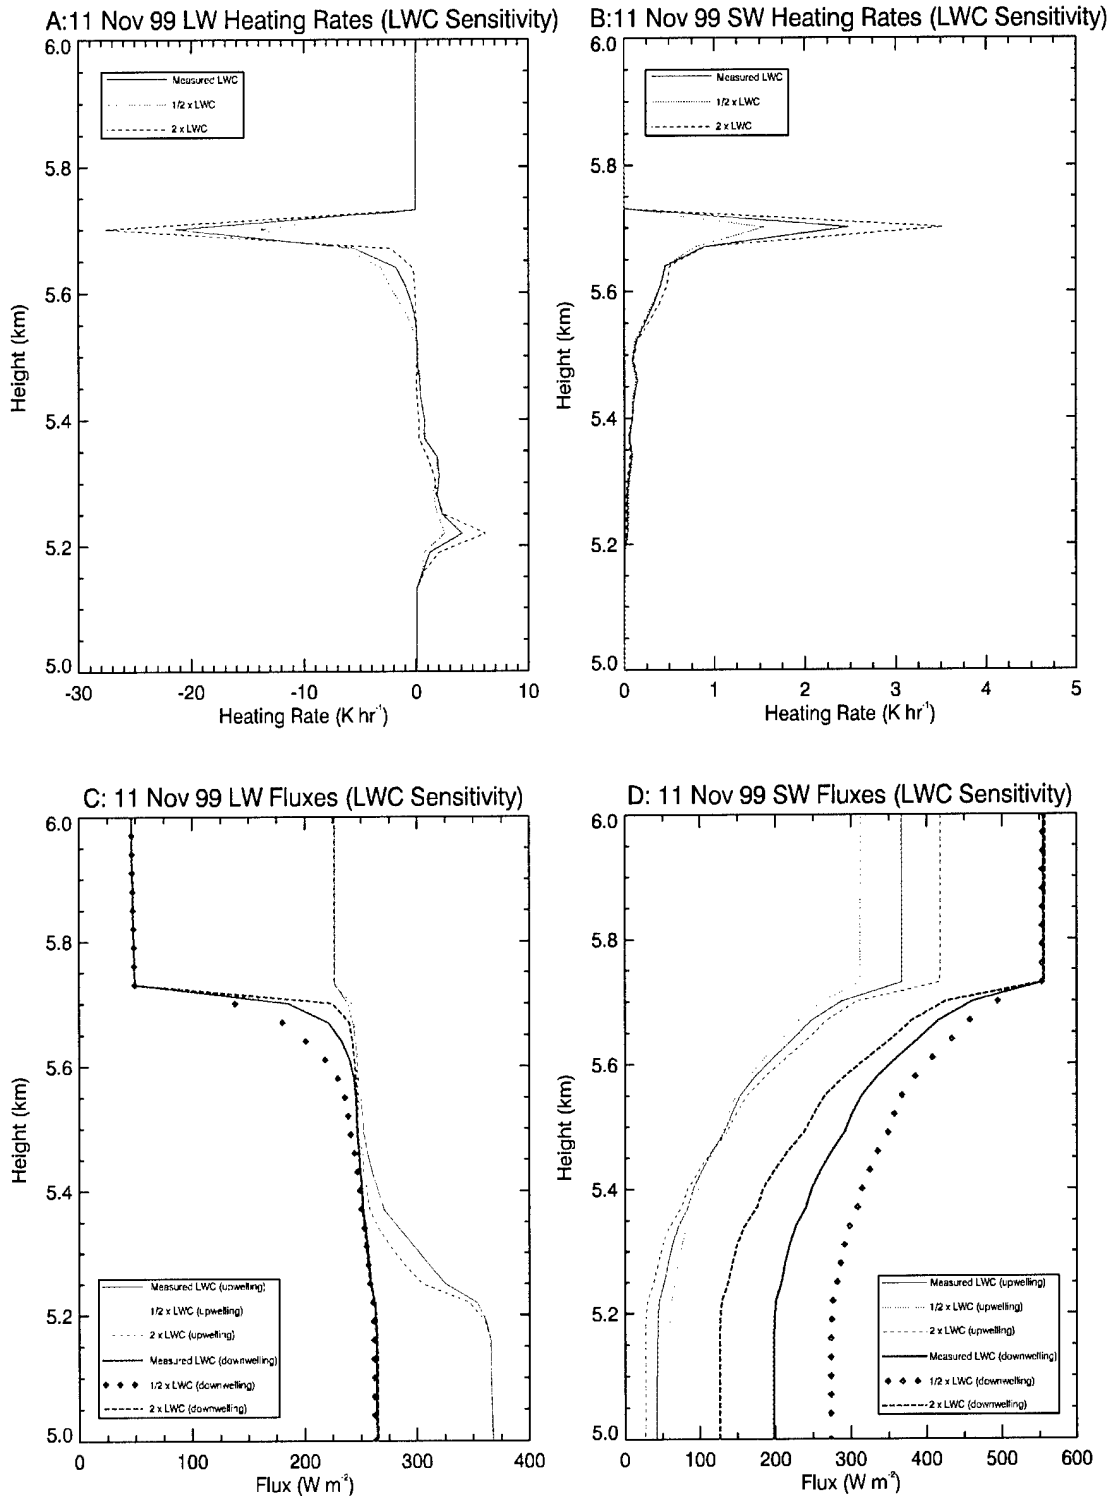 A:11 Nov 99 LW Heating Rates (LWC Sensitivity)
6.0
5.8
5.6
5.4
5.2
5.0
Height (km)
Measured LWC
1/2 x LWC
2 x LWC
-30
-20
-10
0
10
Heating Rate (K hr⁻¹)
B:11 Nov 99 SW Heating Rates (LWC Sensitivity)
6.0
5.8
5.6
5.4
5.2
5.0
Height (km)
Measured LWC
1/2 x LWC
2 x LWC
0
1
2
3
4
5
Heating Rate (K hr⁻¹)
C: 11 Nov 99 LW Fluxes (LWC Sensitivity)
6.0
5.8
5.6
5.4
5.2
5.0
Height (km)
Measured LWC (upwelling)
1/2 x LWC (upwelling)
2 x LWC (upwelling)
Measured LWC (downwelling)
1/2 x LWC (downwelling)
2 x LWC (downwelling)
0
100
200
300
400
Flux (W m⁻²)
D: 11 Nov 99 SW Fluxes (LWC Sensitivity)
6.0
5.8
5.6
5.4
5.2
5.0
Height (km)
Measured LWC (upwelling)
1/2 x LWC (upwelling)
2 x LWC (upwelling)
Measured LWC (downwelling)
1/2 x LWC (downwelling)
2 x LWC (downwelling)
0
100
200
300
400
500
600
Flux (W m⁻²)